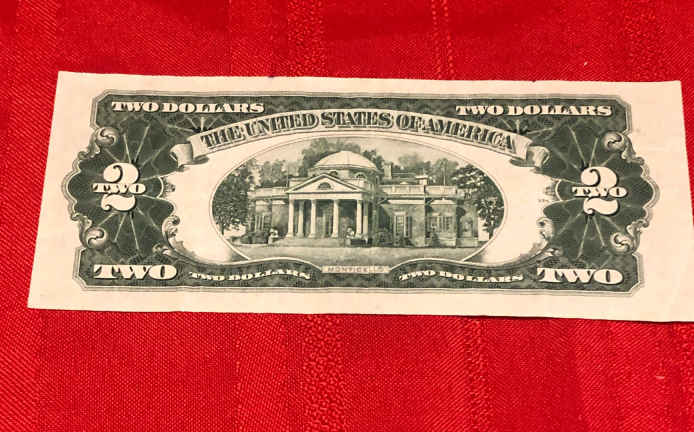 TWO DOLLARS TWO DOLLARS
THE UNITED STATES OF AMERICA
2 2
TWO TWO
MONTICELLO
TWO TWO DOLLARS TWO DOLLARS TWO